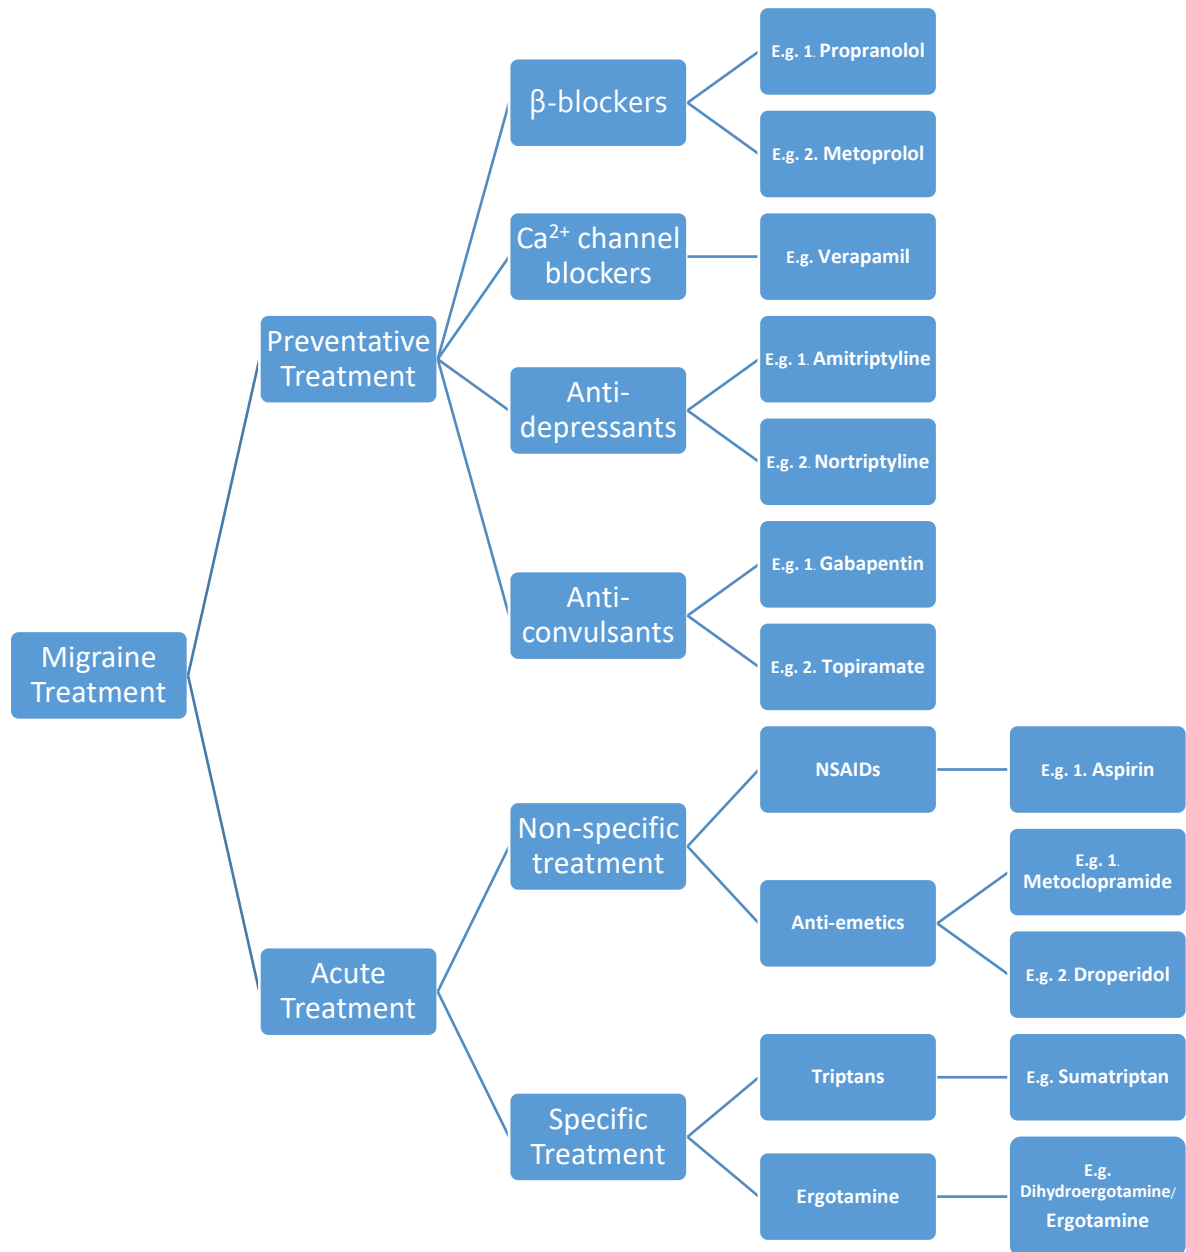 Migraine
Treatment
Preventative
Treatment
β-blockers
E.g. 1. Propranolol
E.g. 2. Metoprolol
Ca²⁺ channel
blockers
E.g. Verapamil
Anti-
depressants
E.g. 1. Amitriptyline
E.g. 2. Nortriptyline
Anti-
convulsants
E.g. 1. Gabapentin
E.g. 2. Topiramate
Acute
Treatment
Non-specific
treatment
NSAIDs
E.g. 1. Aspirin
Anti-emetics
E.g. 1.
Metoclopramide
E.g. 2. Droperidol
Specific
Treatment
Triptans
E.g. Sumatriptan
Ergotamine
E.g.
Dihydroergotamine/
Ergotamine